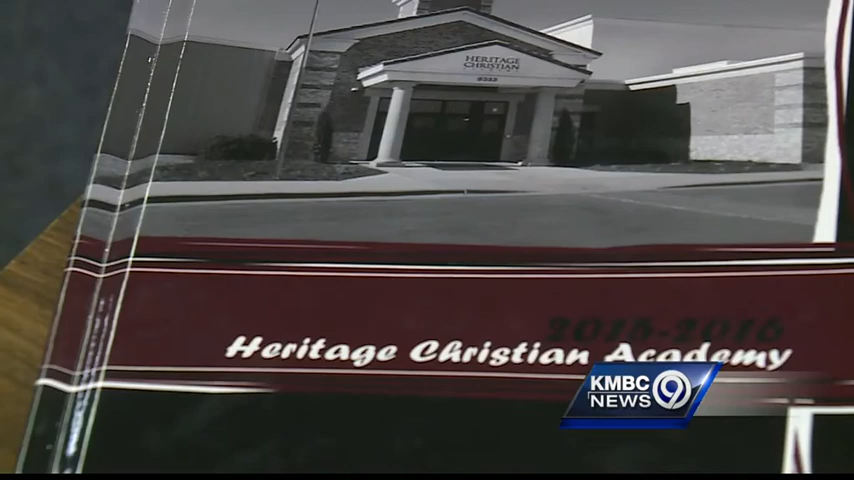 HERITAGE
CHRISTIAN
2015-2016
Heritage Christian Academy
KMBC 9
NEWS